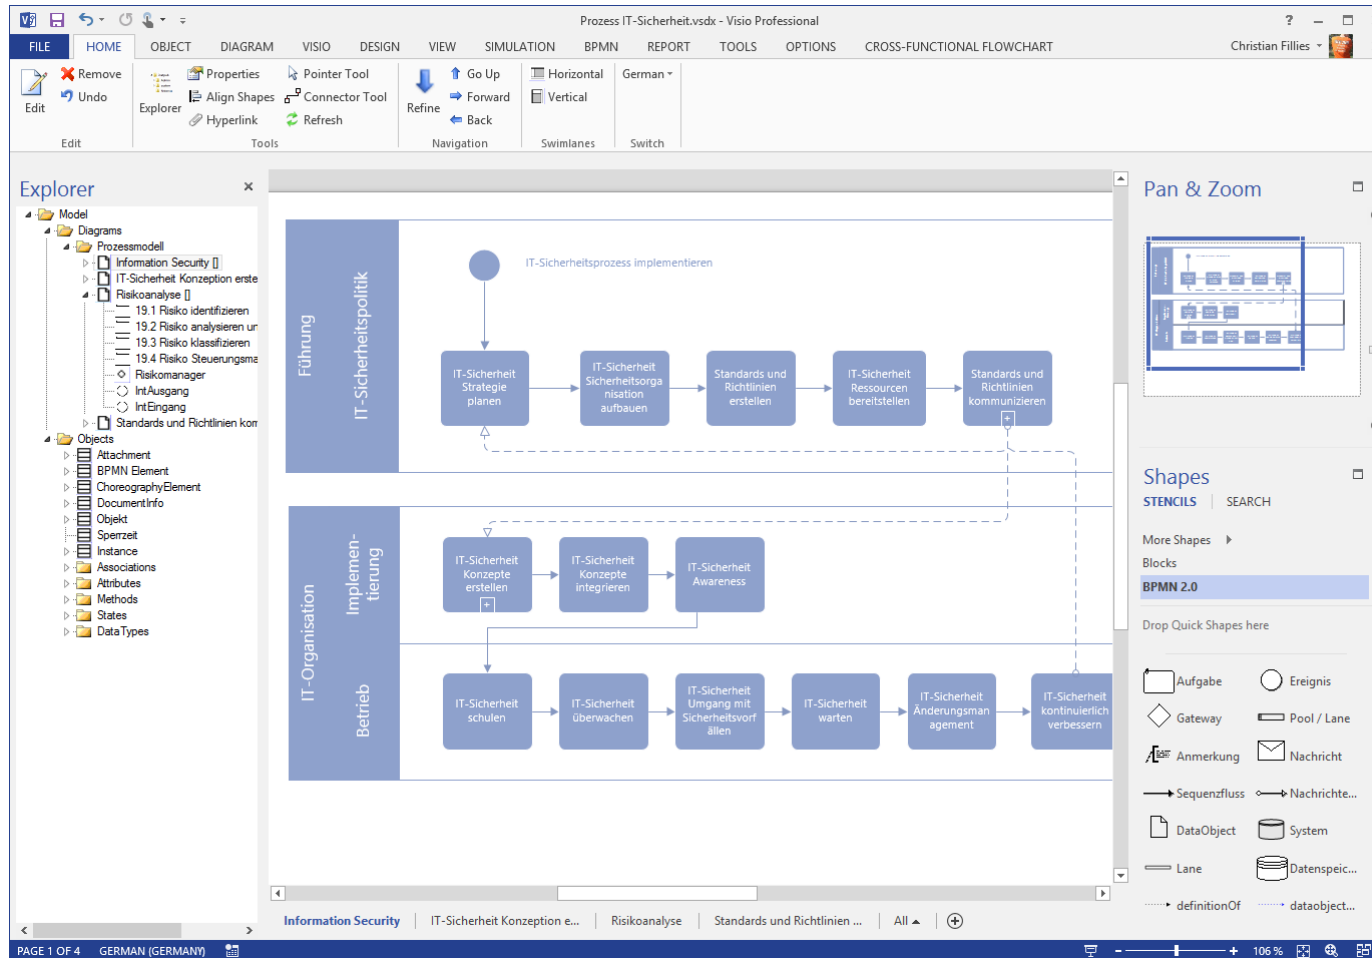 Prozess IT-Sicherheit.vsdx - Visio Professional
FILE HOME OBJECT DIAGRAM VISIO DESIGN VIEW SIMULATION BPMN REPORT TOOLS OPTIONS CROSS-FUNCTIONAL FLOWCHART
Christian Fillies
Edit
Remove
Undo
Edit
Explorer
Properties
Align Shapes
Hyperlink
Pointer Tool
Connector Tool
Refresh
Tools
Refine
Go Up
Forward
Back
Navigation
Horizontal
Vertical
Swimlanes
German
Switch
Explorer
Model
Diagrams
Prozessmodell
Information Security []
IT-Sicherheit Konzeption erste
Risikoanalyse []
19.1 Risiko identifizieren
19.2 Risiko analysieren un
19.3 Risiko klassifizieren
19.4 Risiko Steuerungsma
Risikomanager
IntAusgang
IntEingang
Standards und Richtlinien kom
Objects
Attachment
BPMN Element
ChoreographyElement
DocumentInfo
Objekt
Sperrzeit
Instance
Associations
Attributes
Methods
States
DataTypes
Führung
IT-Sicherheitspolitik
IT-Sicherheitsprozess implementieren
IT-Sicherheit
Strategie
planen
IT-Sicherheit
Sicherheitsorga
nisation
aufbauen
Standards und
Richtlinien
erstellen
IT-Sicherheit
Ressourcen
bereitstellen
Standards und
Richtlinien
kommunizieren
IT-Organisation
Implemen-
tierung
IT-Sicherheit
Konzepte
erstellen
IT-Sicherheit
Konzepte
integrieren
IT-Sicherheit
Awareness
Betrieb
IT-Sicherheit
schulen
IT-Sicherheit
überwachen
IT-Sicherheit
Umgang mit
Sicherheitsvorf
ällen
IT-Sicherheit
warten
IT-Sicherheit
Änderungsman
agement
IT-Sicherheit
kontinuierlich
verbessern
Pan & Zoom
Shapes
STENCILS SEARCH
More Shapes
Blocks
BPMN 2.0
Drop Quick Shapes here
Aufgabe Ereignis
Gateway Pool / Lane
Anmerkung Nachricht
Sequenzfluss Nachrichte...
DataObject System
Lane Datenspeic...
definitionOf dataobject...
Information Security IT-Sicherheit Konzeption e... Risikoanalyse Standards und Richtlinien ... All
PAGE 1 OF 4 GERMAN (GERMANY) 106 %